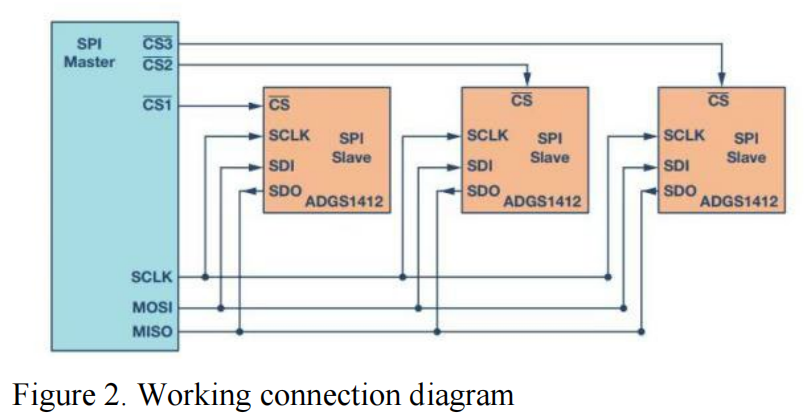 SPI
Master
CS3
CS2
CS1
CS
SCLK
SPI
Slave
SDI
SDO
ADGS1412
CS
SCLK
SPI
Slave
SDI
SDO
ADGS1412
CS
SCLK
SPI
Slave
SDI
SDO
ADGS1412
SCLK
MOSI
MISO
Figure 2. Working connection diagram